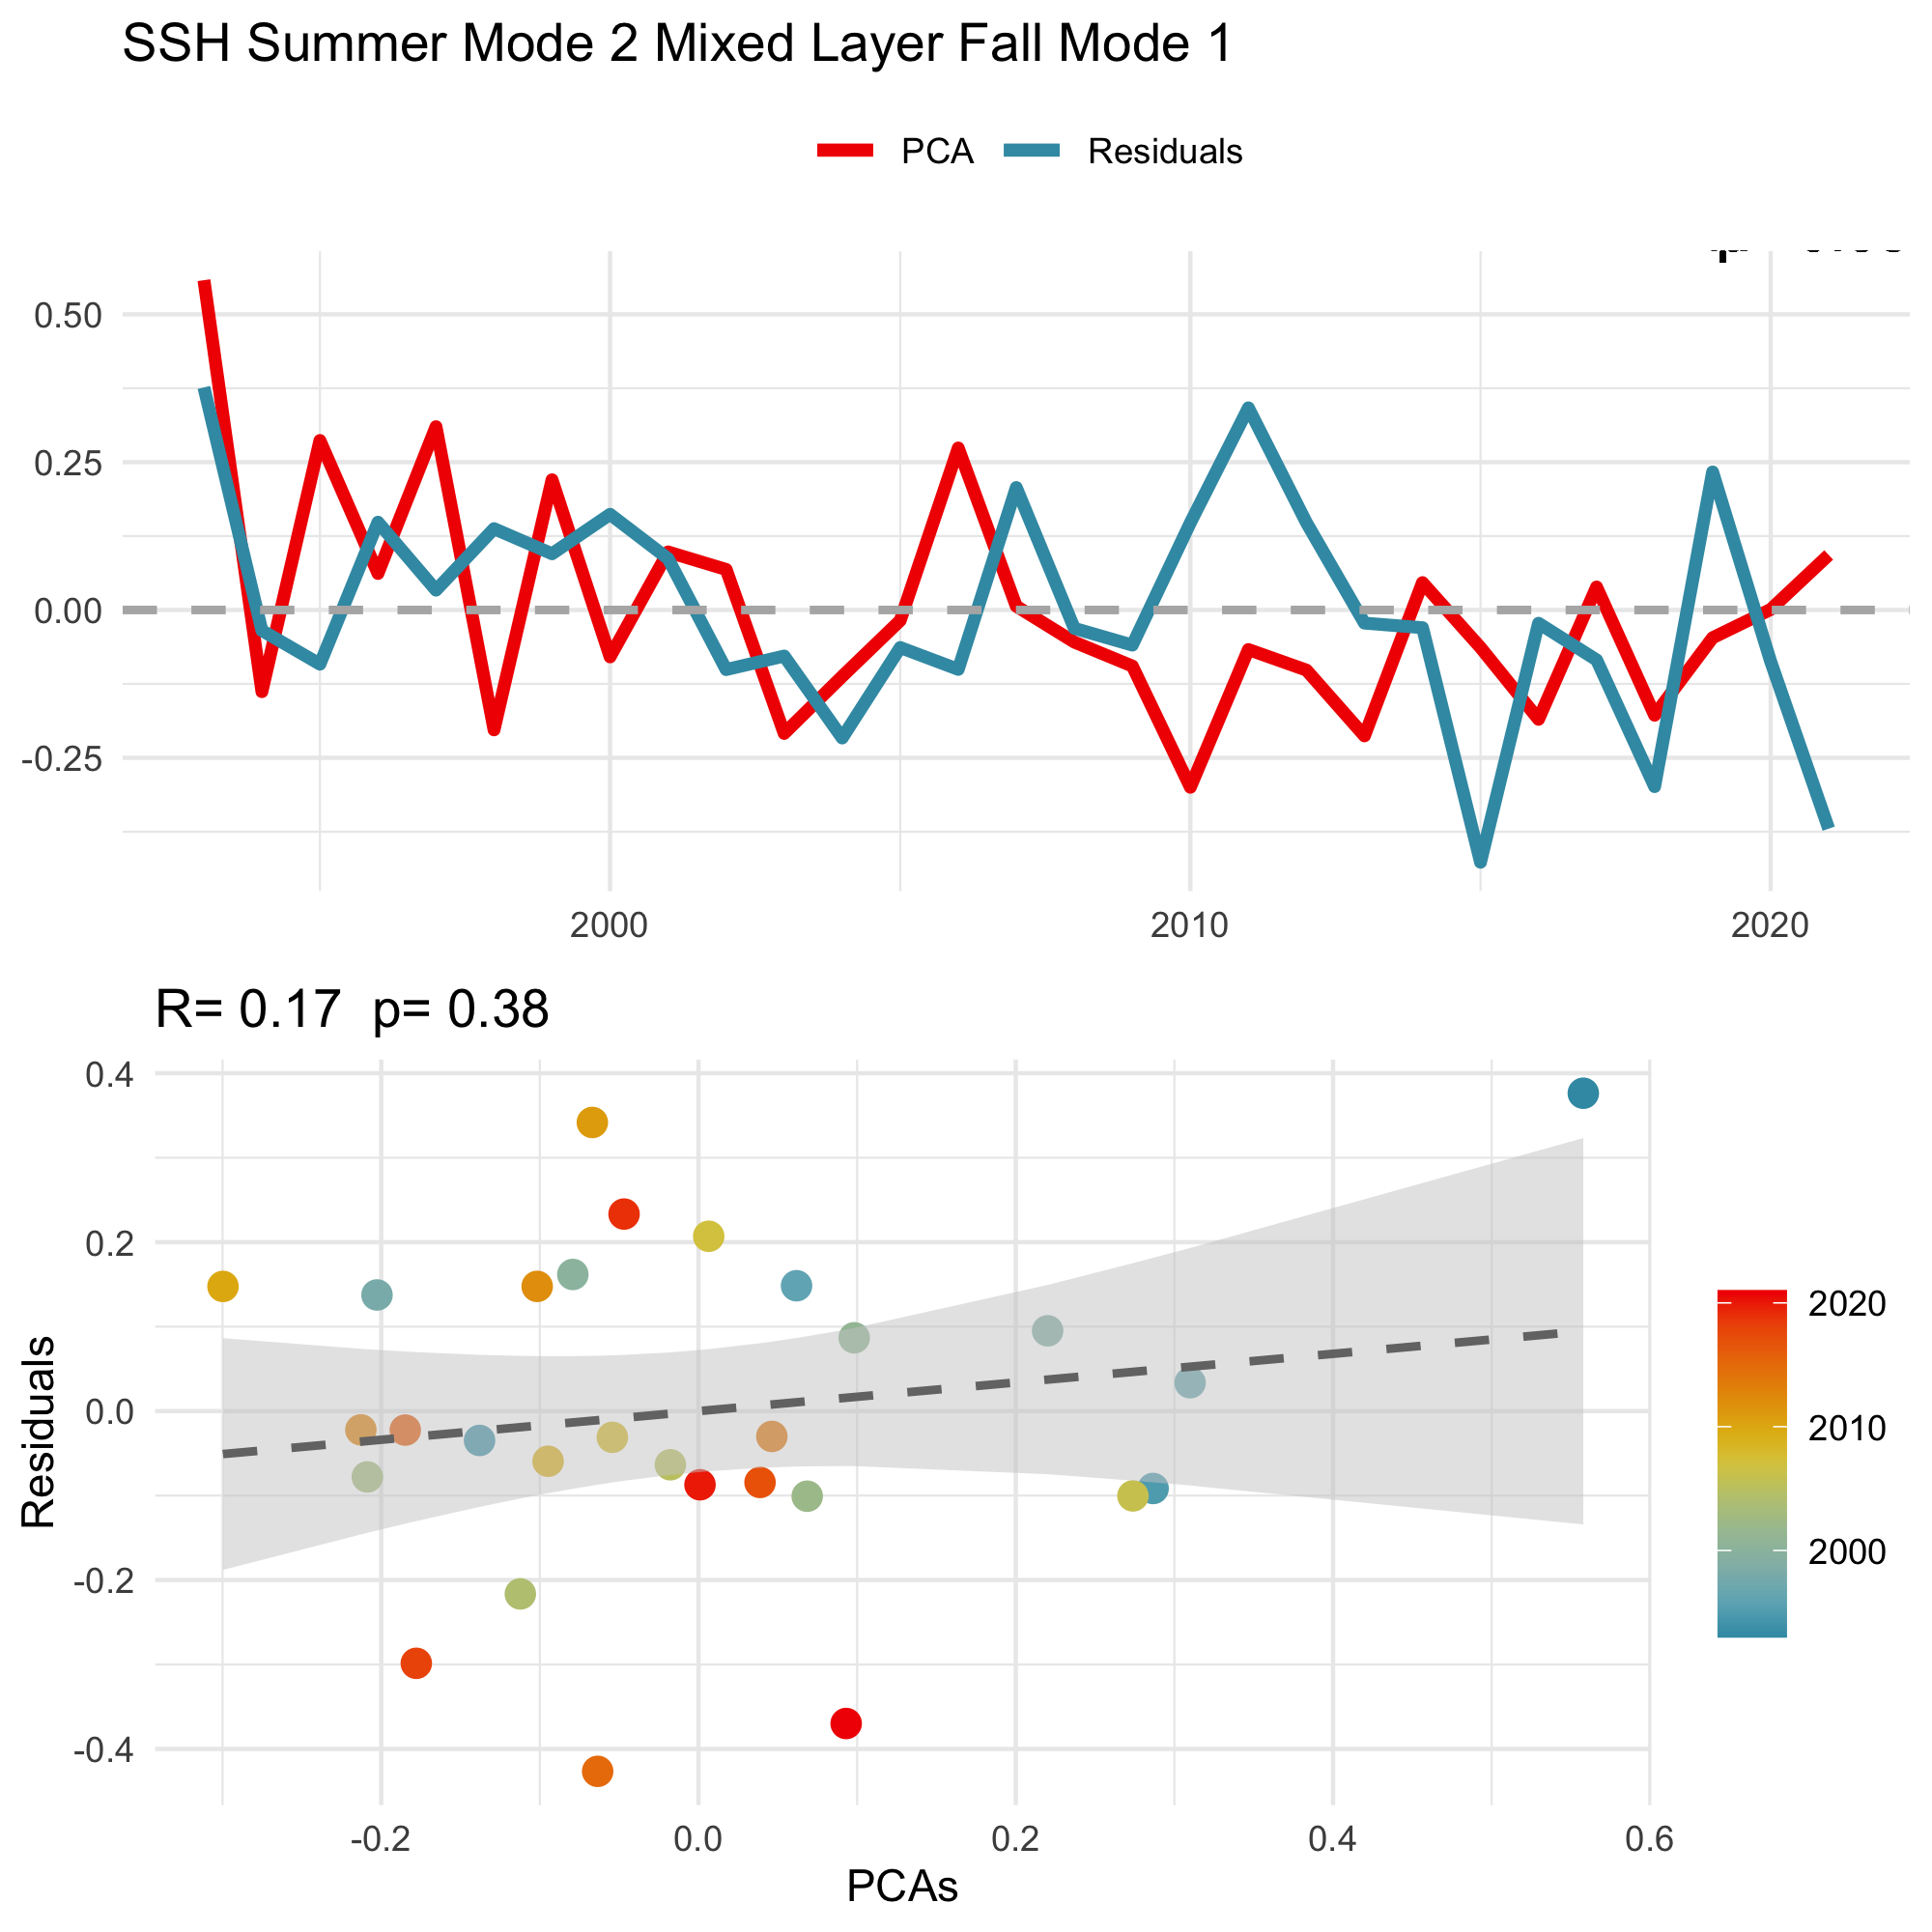 SSH Summer Mode 2 Mixed Layer Fall Mode 1
PCA Residuals
0.50
0.25
0.00
-0.25
2000 2010 2020
R= 0.17 p= 0.38
Residuals
0.4
0.2
0.0
-0.2
-0.4
-0.2 0.0 0.2 0.4 0.6
PCAs
2020
2010
2000